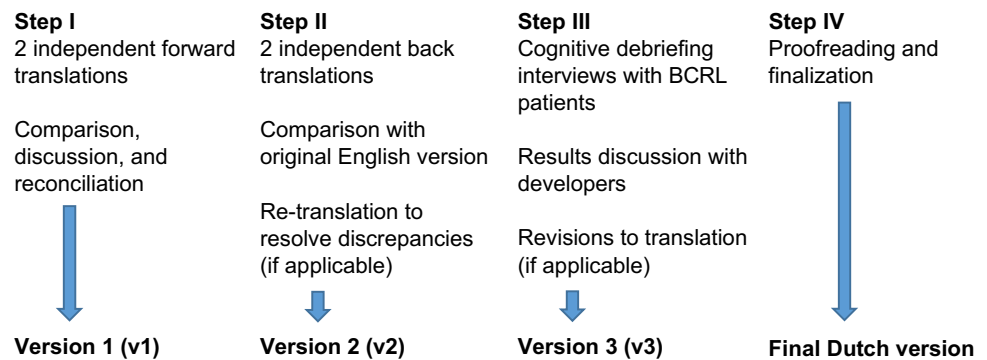 Step I
2 independent forward
translations
Comparison,
discussion, and
reconciliation
Version 1 (v1)
Step II
2 independent back
translations
Comparison with
original English version
Re-translation to
resolve discrepancies
(if applicable)
Version 2 (v2)
Step III
Cognitive debriefing
interviews with BCRL
patients
Results discussion with
developers
Revisions to translation
(if applicable)
Version 3 (v3)
Step IV
Proofreading and
finalization
Final Dutch version